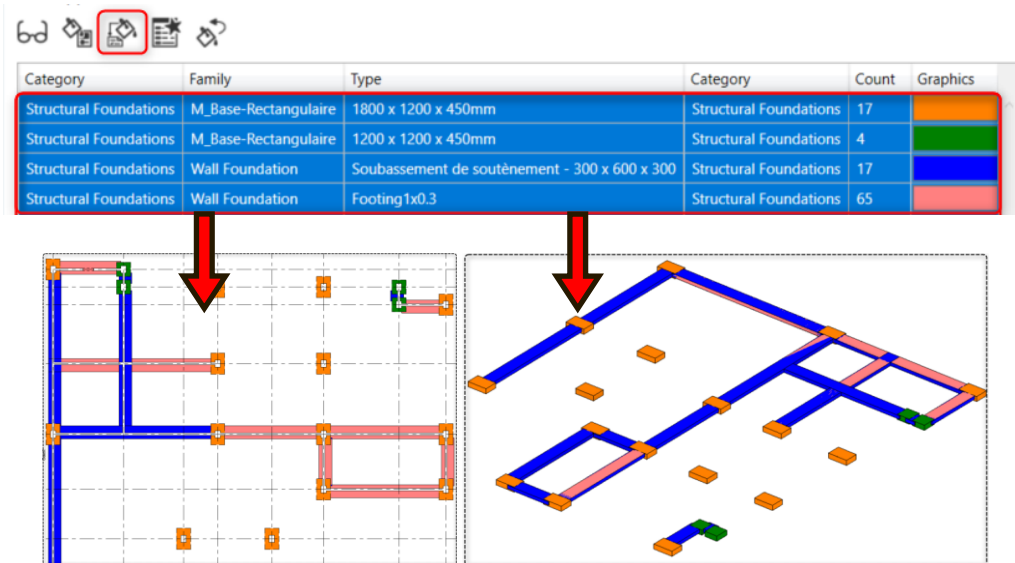 Category Family Type Category Count Graphics
Structural Foundations M_Base-Rectangulaire 1800 x 1200 x 450mm Structural Foundations 17
Structural Foundations M_Base-Rectangulaire 1200 x 1200 x 450mm Structural Foundations 4
Structural Foundations Wall Foundation Soubassement de soutènement - 300 x 600 x 300 Structural Foundations 17
Structural Foundations Wall Foundation Footing1x0.3 Structural Foundations 65